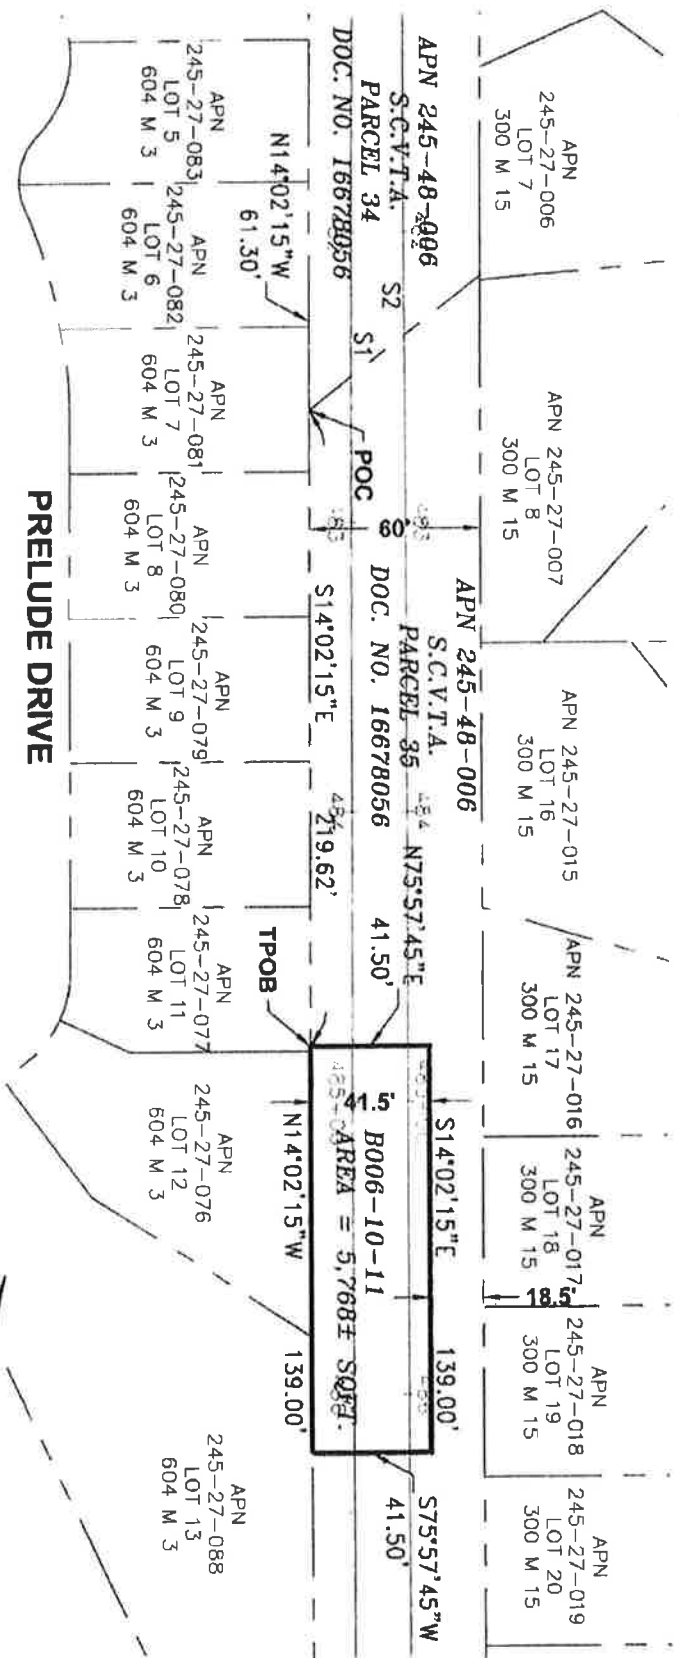 APN
245-27-006
LOT 7
300 M 15
APN 245-27-007
LOT 8
300 M 15
APN 245-27-015
LOT 16
300 M 15
APN 245-27-016
LOT 17
300 M 15
APN
245-27-017
LOT 18
300 M 15
APN
245-27-018
LOT 19
300 M 15
APN
245-27-019
LOT 20
300 M 15
18.5'
APN 245-48-006
S.C.V.T.A.
PARCEL 34
DOC. NO. 16678056
S2
S1
POC
N14°02'15"W
61.30'
483
60'
483
APN 245-48-006
S.C.V.T.A.
PARCEL 35
DOC. NO. 16678056
S14°02'15"E
219.62'
484
484
N75°57'45"E
41.50'
TPOB
41.5'
S14°02'15"E
139.00'
B006-10-11
AREA = 5,768± SQFT.
N14°02'15"W
139.00'
S75°57'45"W
41.50'
APN
245-27-083
LOT 5
604 M 3
APN
245-27-082
LOT 6
604 M 3
APN
245-27-081
LOT 7
604 M 3
APN
245-27-080
LOT 8
604 M 3
APN
245-27-079
LOT 9
604 M 3
APN
245-27-078
LOT 10
604 M 3
APN
245-27-077
LOT 11
604 M 3
APN
245-27-076
LOT 12
604 M 3
APN
245-27-088
LOT 13
604 M 3
PRELUDE DRIVE